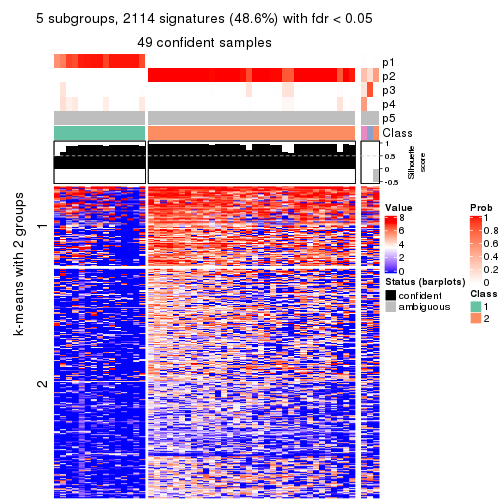 5 subgroups, 2114 signatures (48.6%) with fdr < 0.05
49 confident samples
p1
p2
p3
p4
p5
Class
1
0.5
0
-0.5
Silhouette
score
k-means with 2 groups
1
2
Value
8
6
4
2
0
Status (barplots)
confident
ambiguous
Prob
1
0.8
0.6
0.4
0.2
0
Class
1
2